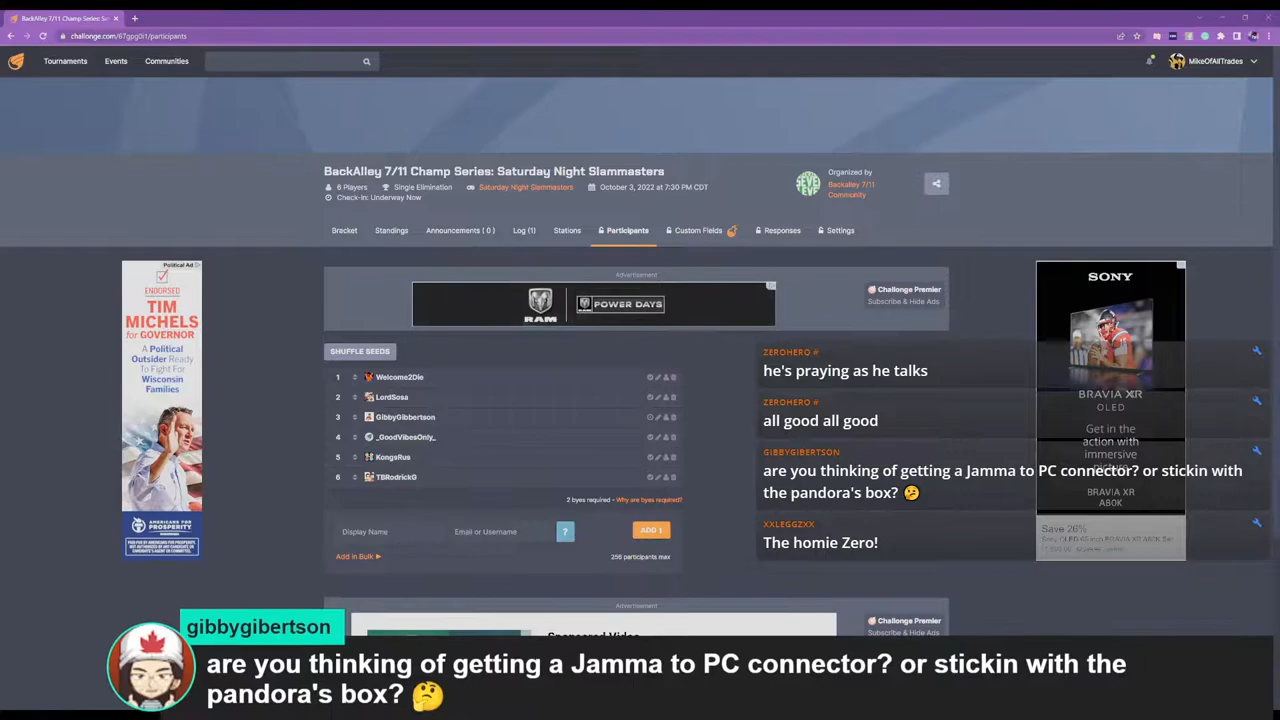 BackAlley 7/11 Champ Series: Sa
challonge.com/67gpg0i1/participants
Tournaments Events Communities
MikeOfAllTrades
BackAlley 7/11 Champ Series: Saturday Night Slammasters
6 Players Single Elimination Saturday Night Slammasters October 3, 2022 at 7:30 PM CDT
Check-in: Underway Now
Organized by
Backalley 7/11
Community
Bracket Standings Announcements ( 0 ) Log (1) Stations Participants Custom Fields Responses Settings
Political Ad
ENDORSED
TIM
MICHELS
for GOVERNOR
A Political
Outsider Ready
To Fight For
Wisconsin
Families
AMERICANS FOR
PROSPERITY
Advertisement
RAM
POWER DAYS
Challonge Premier
Subscribe & Hide Ads
SHUFFLE SEEDS
1 Welcome2Die
2 LordSosa
3 GibbyGibbertson
4 _GoodVibesOnly_
5 KongsRus
6 TBRodrickG
2 byes required - Why are byes required?
Display Name Email or Username ? ADD 1
Add in Bulk 256 participants max
Advertisement
Challonge Premier
Subscribe & Hide Ads
SONY
BRAVIA XR
OLED
Get in the
action with
immersive
BRAVIA XR
A80K
Save 26%
ZEROHERO #
he's praying as he talks
ZEROHERO #
all good all good
GIBBYGIBERTSON
are you thinking of getting a Jamma to PC connector? or stickin with
the pandora's box? 🤔
XXLEGGZXX
The homie Zero!
gibbygibertson
are you thinking of getting a Jamma to PC connector? or stickin with the
pandora's box? 🤔